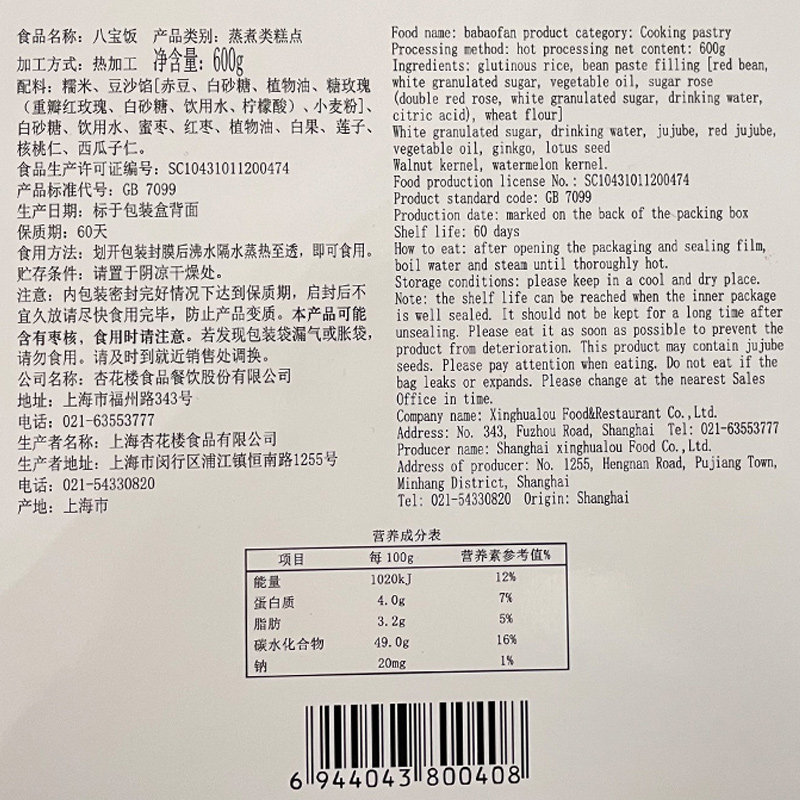 食品名称：八宝饭 产品类别：蒸煮类糕点
加工方式：热加工 净含量：600g
配料：糯米、豆沙馅[赤豆、白砂糖、植物油、糖玫瑰
（重瓣红玫瑰、白砂糖、饮用水、柠檬酸）、小麦粉]、
白砂糖、饮用水、蜜枣、红枣、植物油、白果、莲子、
核桃仁、西瓜子仁。
食品生产许可证编号：SC10431011200474
产品标准代号：GB 7099
生产日期：标于包装盒背面
保质期：60天
食用方法：划开包装封膜后沸水隔水蒸热至透，即可食用。
贮存条件：请置于阴凉干燥处。
注意：内包装密封完好情况下达到保质期，启封后不
宜久放请尽快食用完毕，防止产品变质。本产品可能
含有枣核，食用时请注意。若发现包装袋漏气或胀袋，
请勿食用。请及时到就近销售处调换。
公司名称：杏花楼食品餐饮股份有限公司
地址：上海市福州路343号
电话：021-63553777
生产者名称：上海杏花楼食品有限公司
生产者地址：上海市闵行区浦江镇恒南路1255号
电话：021-54330820
产地：上海市
Food name: babaofan product category: Cooking pastry
Processing method: hot processing net content: 600g
Ingredients: glutinous rice, bean paste filling [red bean,
white granulated sugar, vegetable oil, sugar rose
(double red rose, white granulated sugar, drinking water,
citric acid), wheat flour]
White granulated sugar, drinking water, jujube, red jujube,
vegetable oil, ginkgo, lotus seed
Walnut kernel, watermelon kernel.
Food production license No.: SC10431011200474
Product standard code: GB 7099
Production date: marked on the back of the packing box
Shelf life: 60 days
How to eat: after opening the packaging and sealing film,
boil water and steam until thoroughly hot.
Storage conditions: please keep in a cool and dry place.
Note: the shelf life can be reached when the inner package
is well sealed. It should not be kept for a long time after
unsealing. Please eat it as soon as possible to prevent the
product from deterioration. This product may contain jujube
seeds. Please pay attention when eating. Do not eat if the
bag leaks or expands. Please change at the nearest Sales
Office in time.
Company name: Xinghualou Food&Restaurant Co.,Ltd.
Address: No. 343, Fuzhou Road, Shanghai Tel: 021-63553777
Producer name: Shanghai xinghualou Food Co.,Ltd.
Address of producer: No. 1255, Hengnan Road, Pujiang Town,
Minhang District, Shanghai
Tel: 021-54330820 Origin: Shanghai
营养成分表
项目 每100g 营养素参考值%
能量 1020kJ 12%
蛋白质 4.0g 7%
脂肪 3.2g 5%
碳水化合物 49.0g 16%
钠 20mg 1%
6 944043 800408